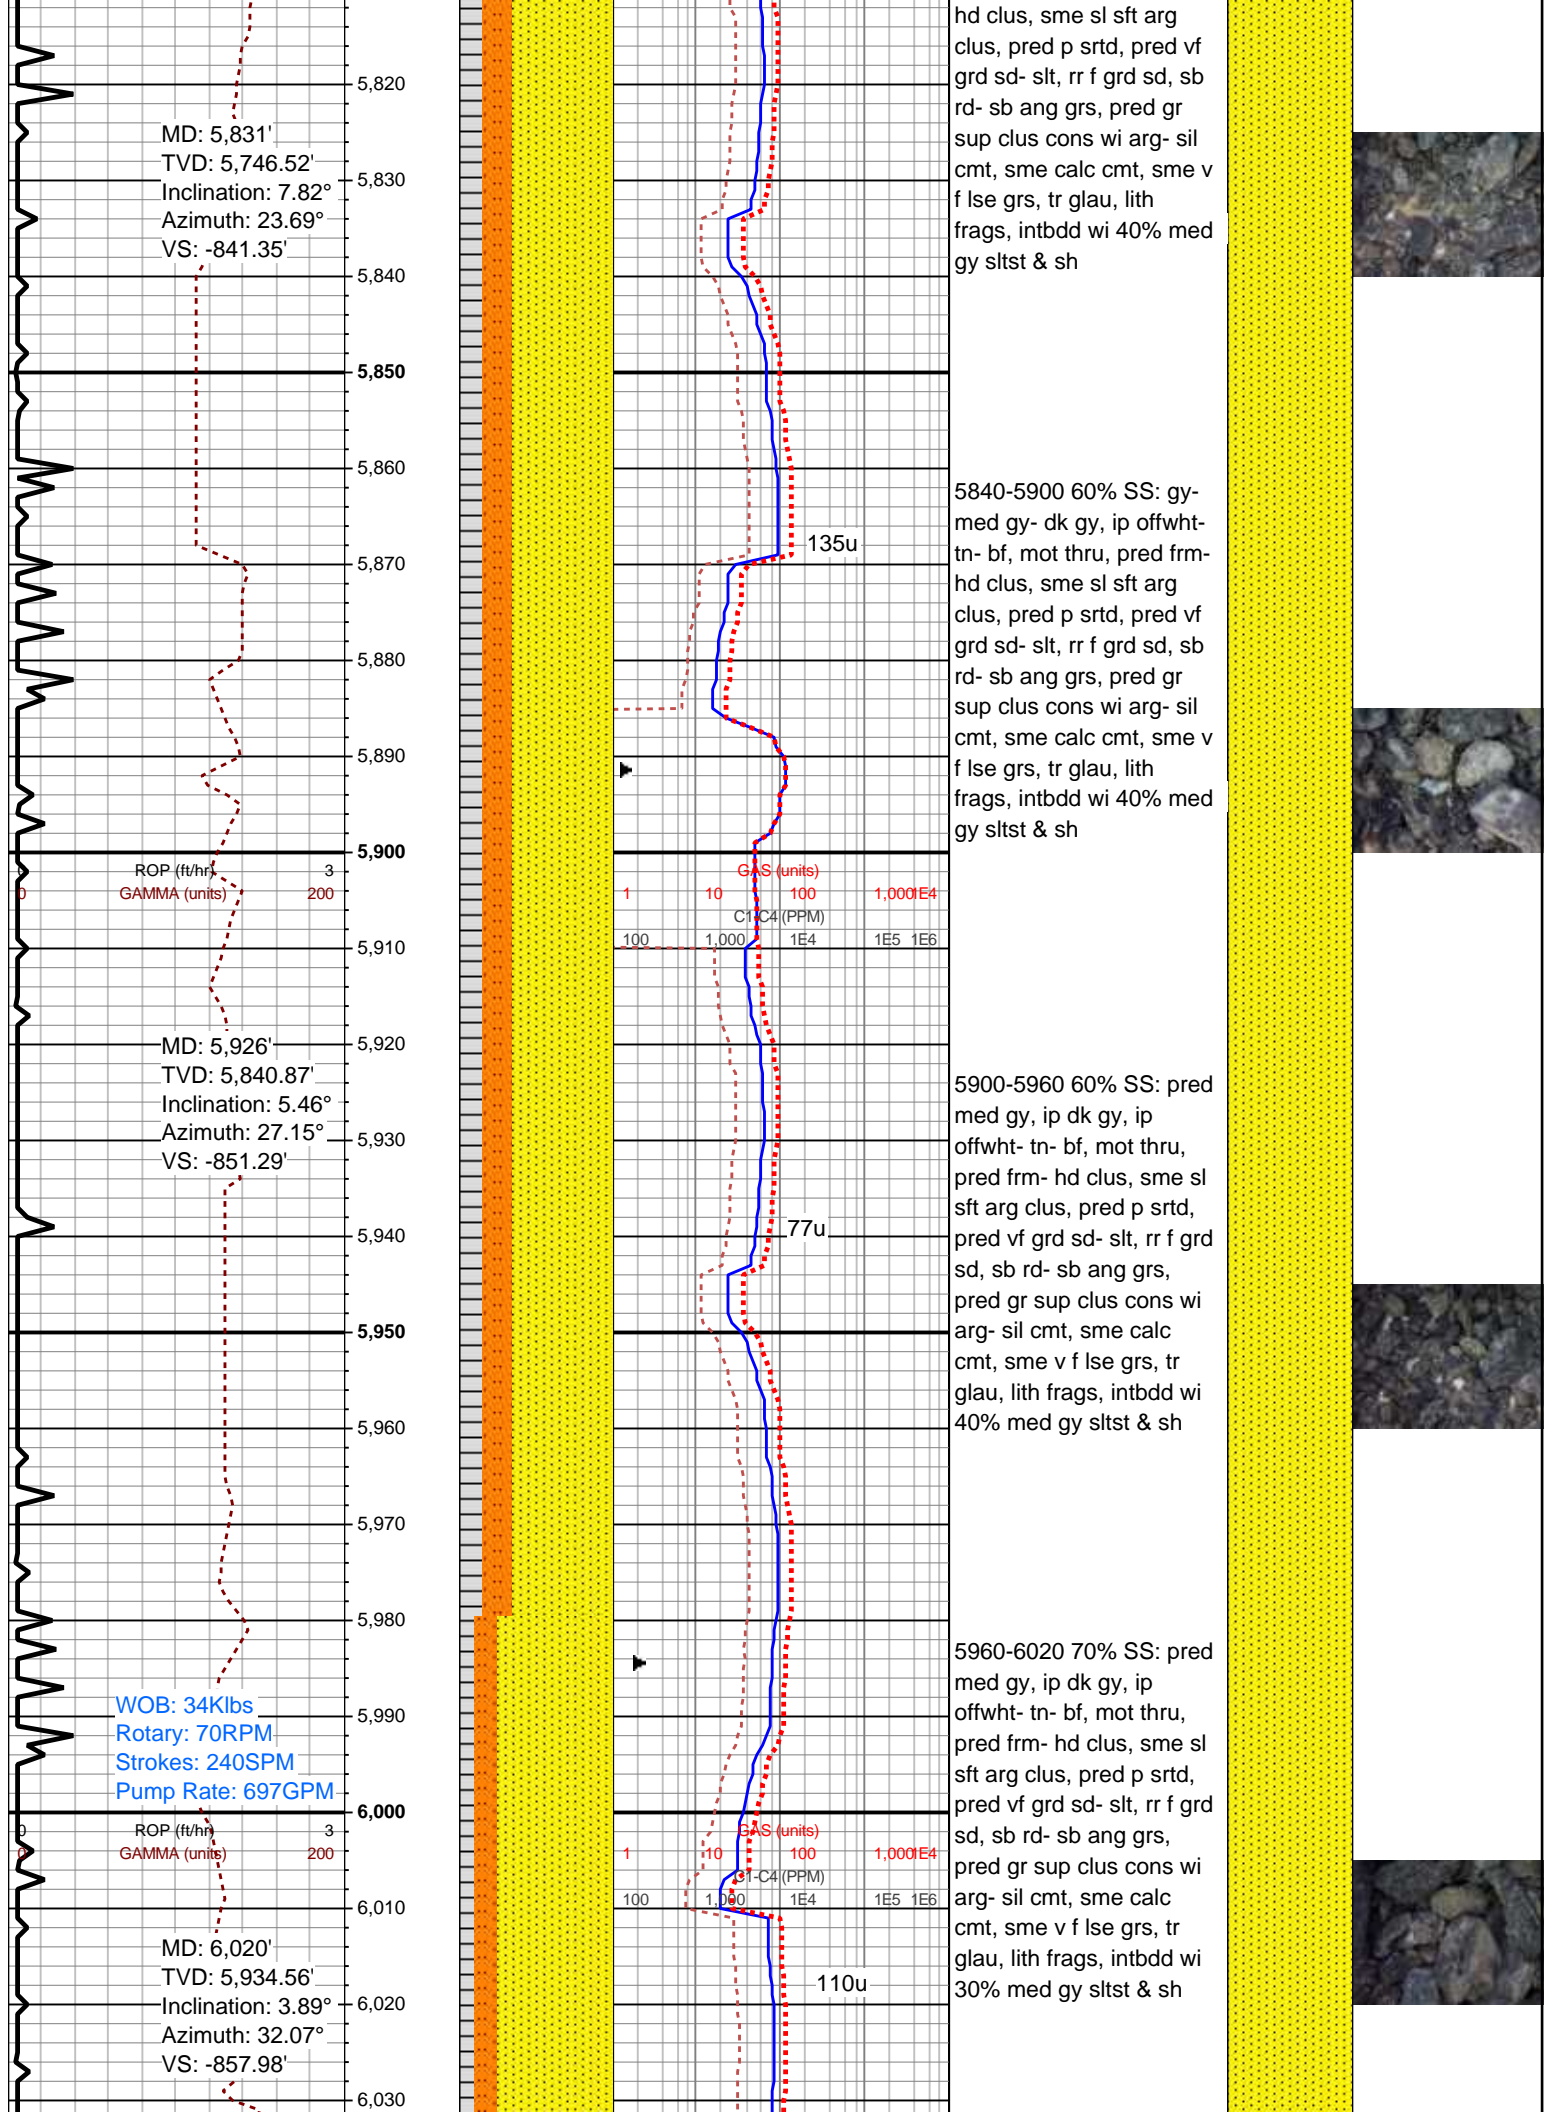 hd clus, sme sl sft arg
clus, pred p srtd, pred vf
grd sd- slt, rr f grd sd, sb
rd- sb ang grs, pred gr
sup clus cons wi arg- sil
cmt, sme calc cmt, sme v
f lse grs, tr glau, lith
frags, intbdd wi 40% med
gy sltst & sh
5,820
MD: 5,831'
TVD: 5,746.52'
Inclination: 7.82°
Azimuth: 23.69°
VS: -841.35'
5,830
5,840
5,850
5,860
5840-5900 60% SS: gy-
med gy- dk gy, ip offwht-
tn- bf, mot thru, pred frm-
hd clus, sme sl sft arg
clus, pred p srtd, pred vf
grd sd- slt, rr f grd sd, sb
rd- sb ang grs, pred gr
sup clus cons wi arg- sil
cmt, sme calc cmt, sme v
f lse grs, tr glau, lith
frags, intbdd wi 40% med
gy sltst & sh
135u
5,870
5,880
5,890
5,900
0 ROP (ft/hr) 3
0 GAMMA (units) 200
GAS (units)
1 10 100 1,000 1E4
C1-C4 (PPM)
100 1,000 1E4 1E5 1E6
5,910
5,920
MD: 5,926'
TVD: 5,840.87'
Inclination: 5.46°
Azimuth: 27.15°
VS: -851.29'
5,930
5,940
77u
5900-5960 60% SS: pred
med gy, ip dk gy, ip
offwht- tn- bf, mot thru,
pred frm- hd clus, sme sl
sft arg clus, pred p srtd,
pred vf grd sd- slt, rr f grd
sd, sb rd- sb ang grs,
pred gr sup clus cons wi
arg- sil cmt, sme calc
cmt, sme v f lse grs, tr
glau, lith frags, intbdd wi
40% med gy sltst & sh
5,950
5,960
5,970
5,980
5960-6020 70% SS: pred
med gy, ip dk gy, ip
offwht- tn- bf, mot thru,
pred frm- hd clus, sme sl
sft arg clus, pred p srtd,
pred vf grd sd- slt, rr f grd
sd, sb rd- sb ang grs,
pred gr sup clus cons wi
arg- sil cmt, sme calc
cmt, sme v f lse grs, tr
glau, lith frags, intbdd wi
30% med gy sltst & sh
WOB: 34Klbs
Rotary: 70RPM
Strokes: 240SPM
Pump Rate: 697GPM
5,990
6,000
0 ROP (ft/hr) 3
0 GAMMA (units) 200
GAS (units)
1 10 100 1,000 1E4
C1-C4 (PPM)
100 1,000 1E4 1E5 1E6
6,010
MD: 6,020'
TVD: 5,934.56'
Inclination: 3.89°
Azimuth: 32.07°
VS: -857.98'
110u
6,020
6,030